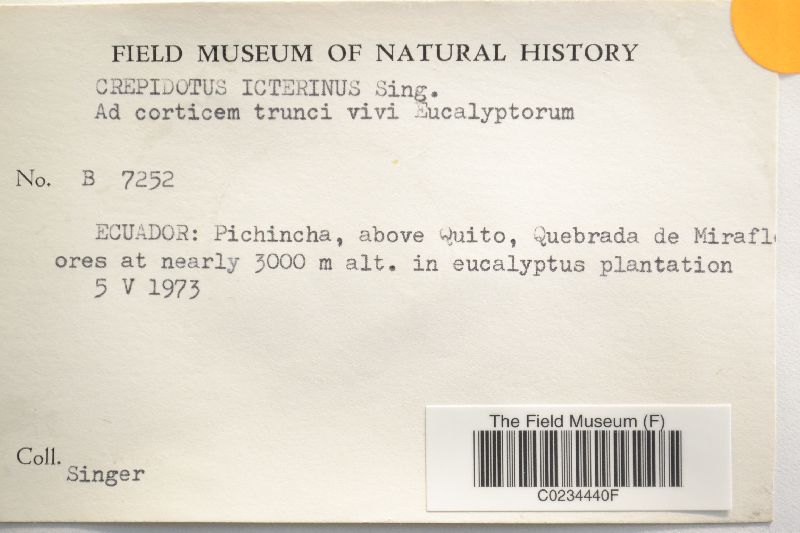 FIELD MUSEUM OF NATURAL HISTORY
CREPIDOTUS ICTERINUS Sing.
Ad corticem trunci vivi Eucalyptorum
No. B 7252
ECUADOR: Pichincha, above Quito, Quebrada de Mirafl
ores at nearly 3000 m alt. in eucalyptus plantation
5 V 1973
Coll. Singer
The Field Museum (F)
C0234440F